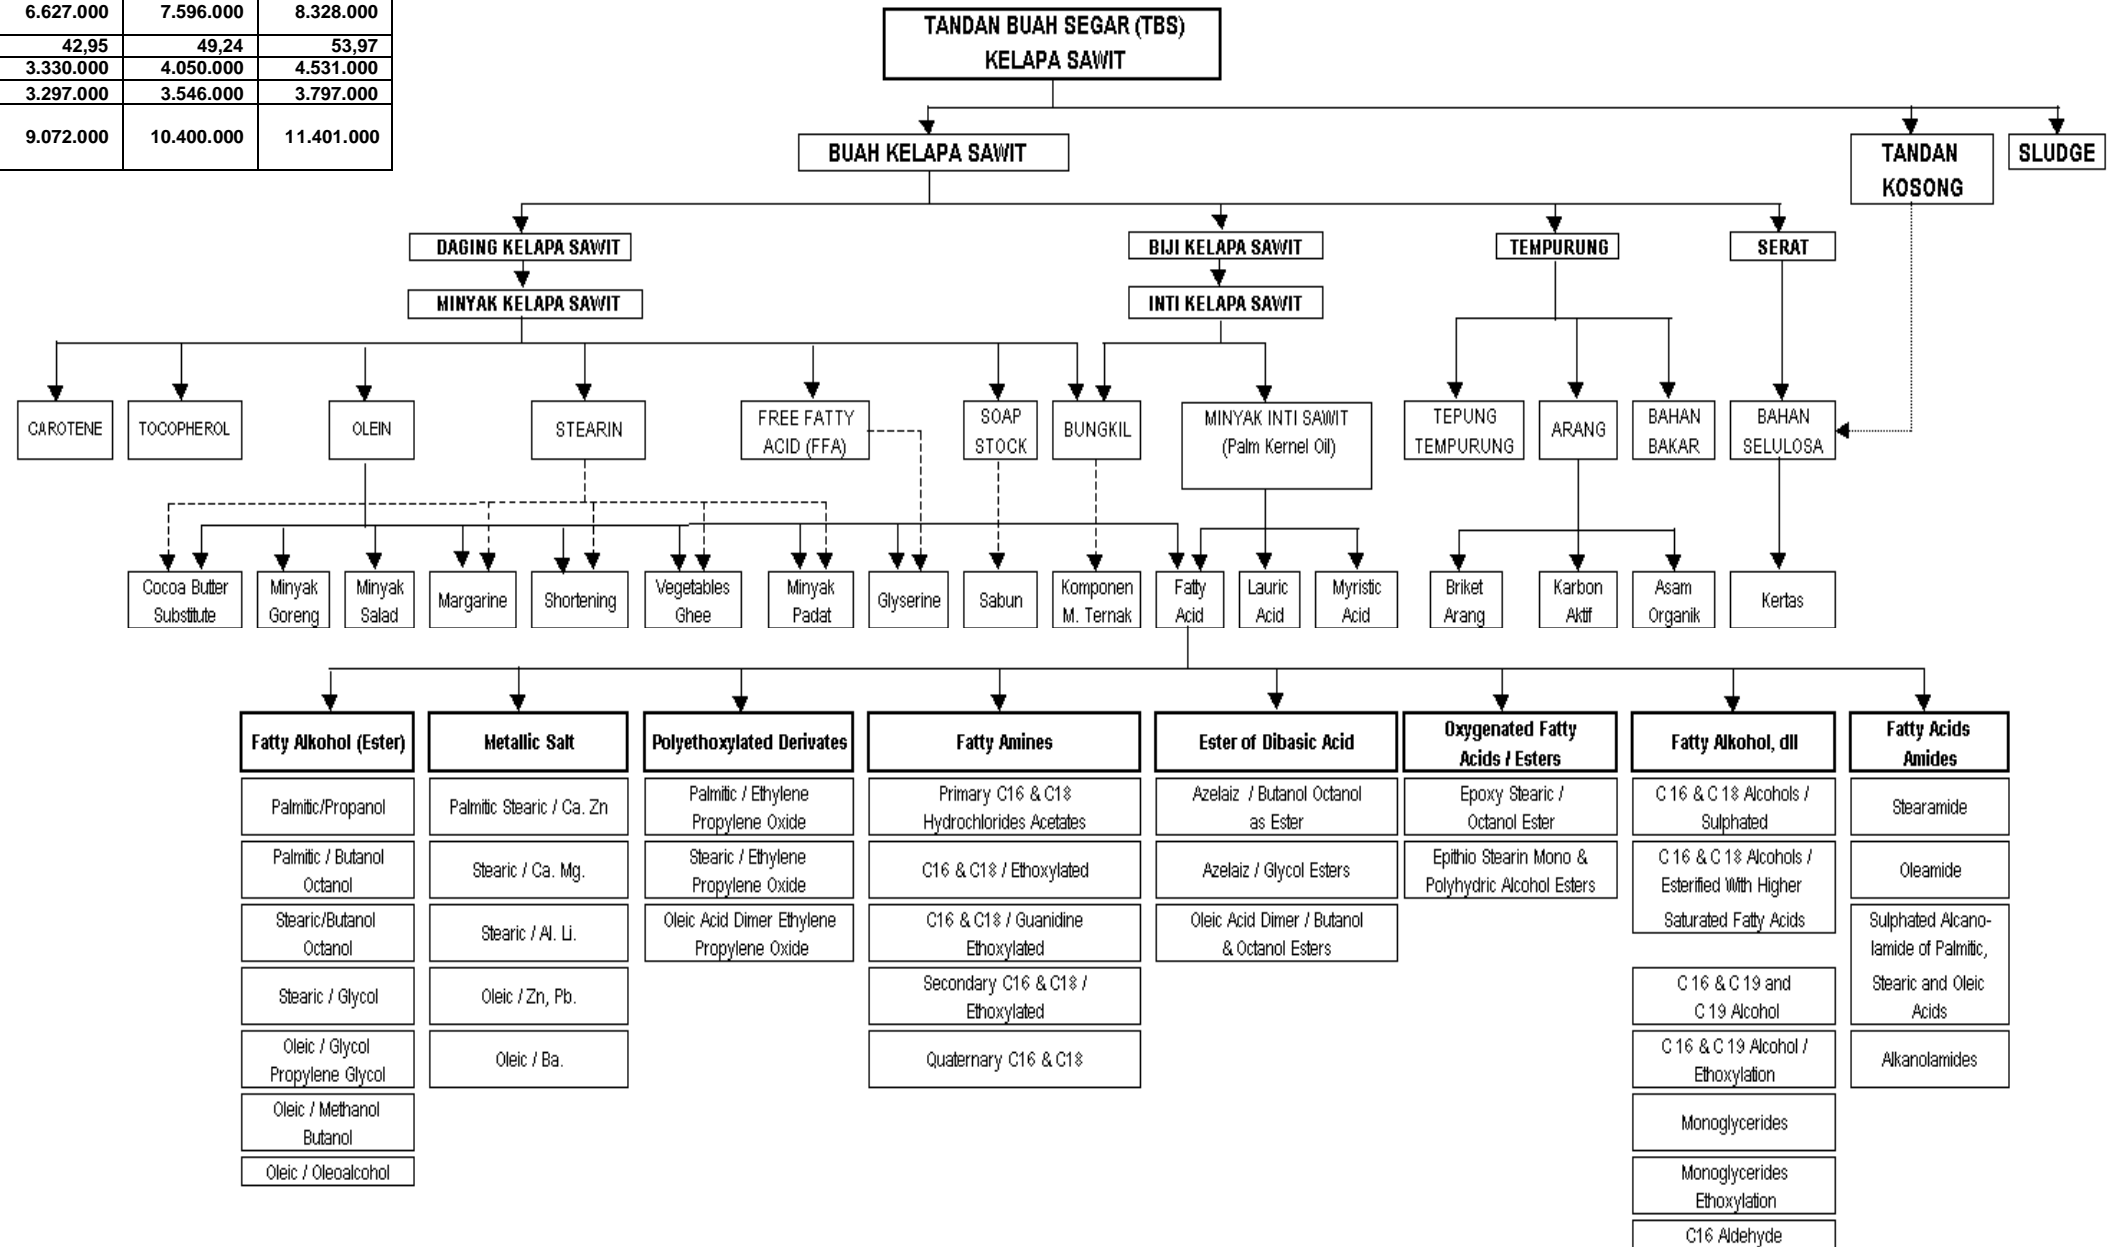 6.627.000 7.596.000 8.328.000
42,95 49,24 53,97
3.330.000 4.050.000 4.531.000
3.297.000 3.546.000 3.797.000
9.072.000 10.400.000 11.401.000
TANDAN BUAH SEGAR (TBS)
KELAPA SAWIT
BUAH KELAPA SAWIT
TANDAN
KOSONG
SLUDGE
DAGING KELAPA SAWIT
BIJI KELAPA SAWIT
TEMPURUNG
SERAT
MINYAK KELAPA SAWIT
INTI KELAPA SAWIT
CAROTENE
TOCOPHEROL
OLEIN
STEARIN
FREE FATTY
ACID (FFA)
SOAP
STOCK
BUNGKIL
MINYAK INTI SAWIT
(Palm Kernel Oil)
TEPUNG
TEMPURUNG
ARANG
BAHAN
BAKAR
BAHAN
SELULOSA
Cocoa Butter
Substitute
Minyak
Goreng
Minyak
Salad
Margarine
Shortening
Vegetables
Ghee
Minyak
Padat
Glyserine
Sabun
Komponen
M. Ternak
Fatty
Acid
Lauric
Acid
Myristic
Acid
Briket
Arang
Karbon
Aktif
Asam
Organik
Kertas
Fatty Alkohol (Ester)
Palmitic/Propanol
Palmitic / Butanol
Octanol
Stearic/Butanol
Octanol
Stearic / Glycol
Oleic / Glycol
Propylene Glycol
Oleic / Methanol
Butanol
Oleic / Oleoalcohol
Metallic Salt
Palmitic Stearic / Ca. Zn
Stearic / Ca. Mg.
Stearic / Al. Li.
Oleic / Zn, Pb.
Oleic / Ba.
Polyethoxylated Derivates
Palmitic / Ethylene
Propylene Oxide
Stearic / Ethylene
Propylene Oxide
Oleic Acid Dimer Ethylene
Propylene Oxide
Fatty Amines
Primary C16 & C18
Hydrochlorides Acetates
C16 & C18 / Ethoxylated
C16 & C18 / Guanidine
Ethoxylated
Secondary C16 & C18 /
Ethoxylated
Quaternary C16 & C18
Ester of Dibasic Acid
Azelaiz / Butanol Octanol
as Ester
Azelaiz / Glycol Esters
Oleic Acid Dimer / Butanol
& Octanol Esters
Oxygenated Fatty
Acids / Esters
Epoxy Stearic /
Octanol Ester
Epithio Stearin Mono &
Polyhydric Alcohol Esters
Fatty Alkohol, dll
C 16 & C 18 Alcohols /
Sulphated
C 16 & C 18 Alcohols /
Esterified With Higher
Saturated Fatty Acids
C 16 & C 19 and
C 19 Alcohol
C 16 & C 19 Alcohol /
Ethoxylation
Monoglycerides
Monoglycerides
Ethoxylation
C16 Aldehyde
Fatty Acids
Amides
Stearamide
Oleamide
Sulphated Alcano-
lamide of Palmitic,
Stearic and Oleic
Acids
Alkanolamides